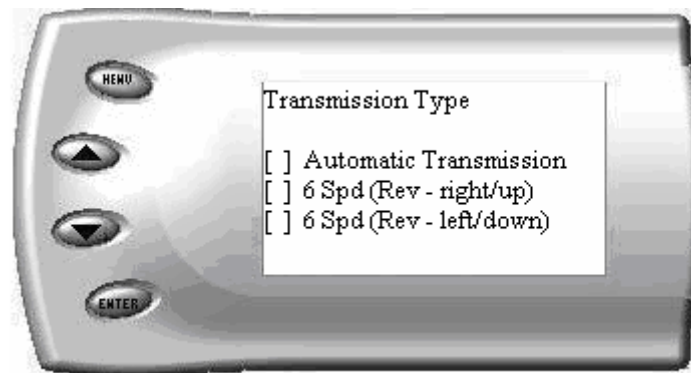 MENU
Transmission Type
[ ] Automatic Transmission
[ ] 6 Spd (Rev - right/up)
[ ] 6 Spd (Rev - left/down)
ENTER